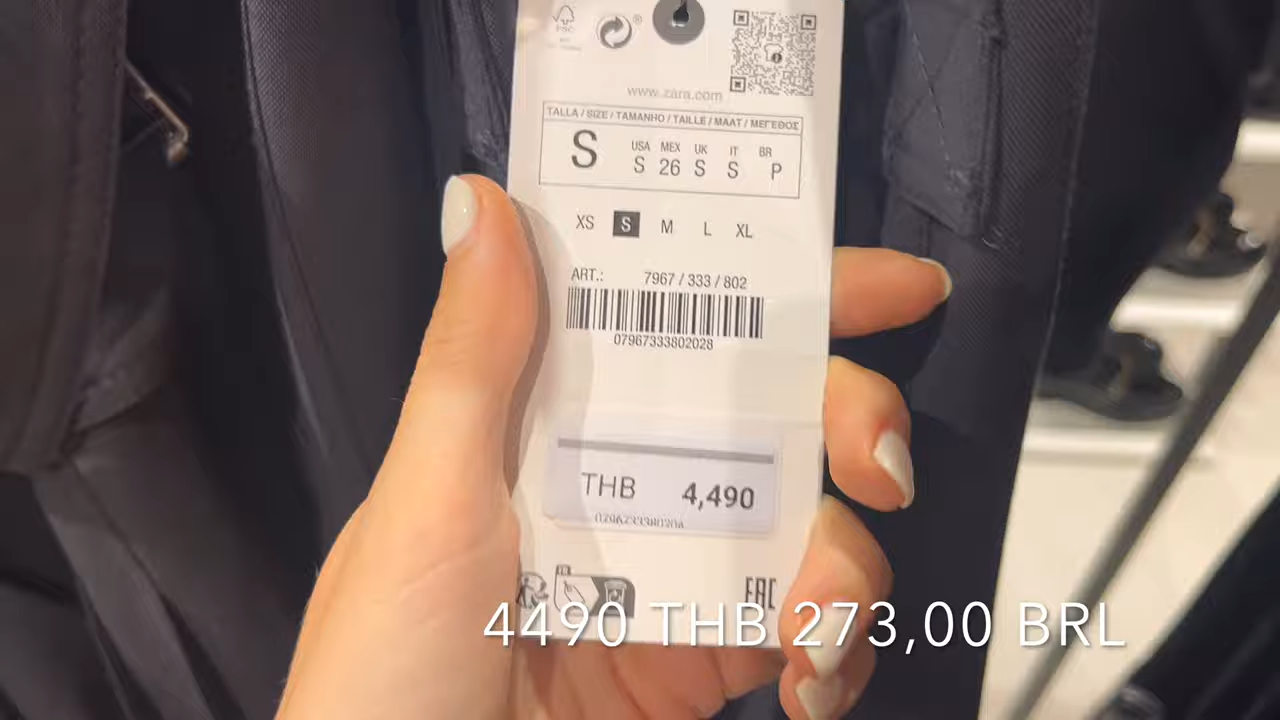 www.zara.com
TALLA / SIZE / TAMANHO / TAILLE / MAAT / ΜΕΓΕΘΟΣ
S
USA MEX UK IT BR
S 26 S S P
XS S M L XL
ART.: 7967 / 333 / 802
07967333802028
THB 4,490
EAC
4490 THB 273,00 BRL